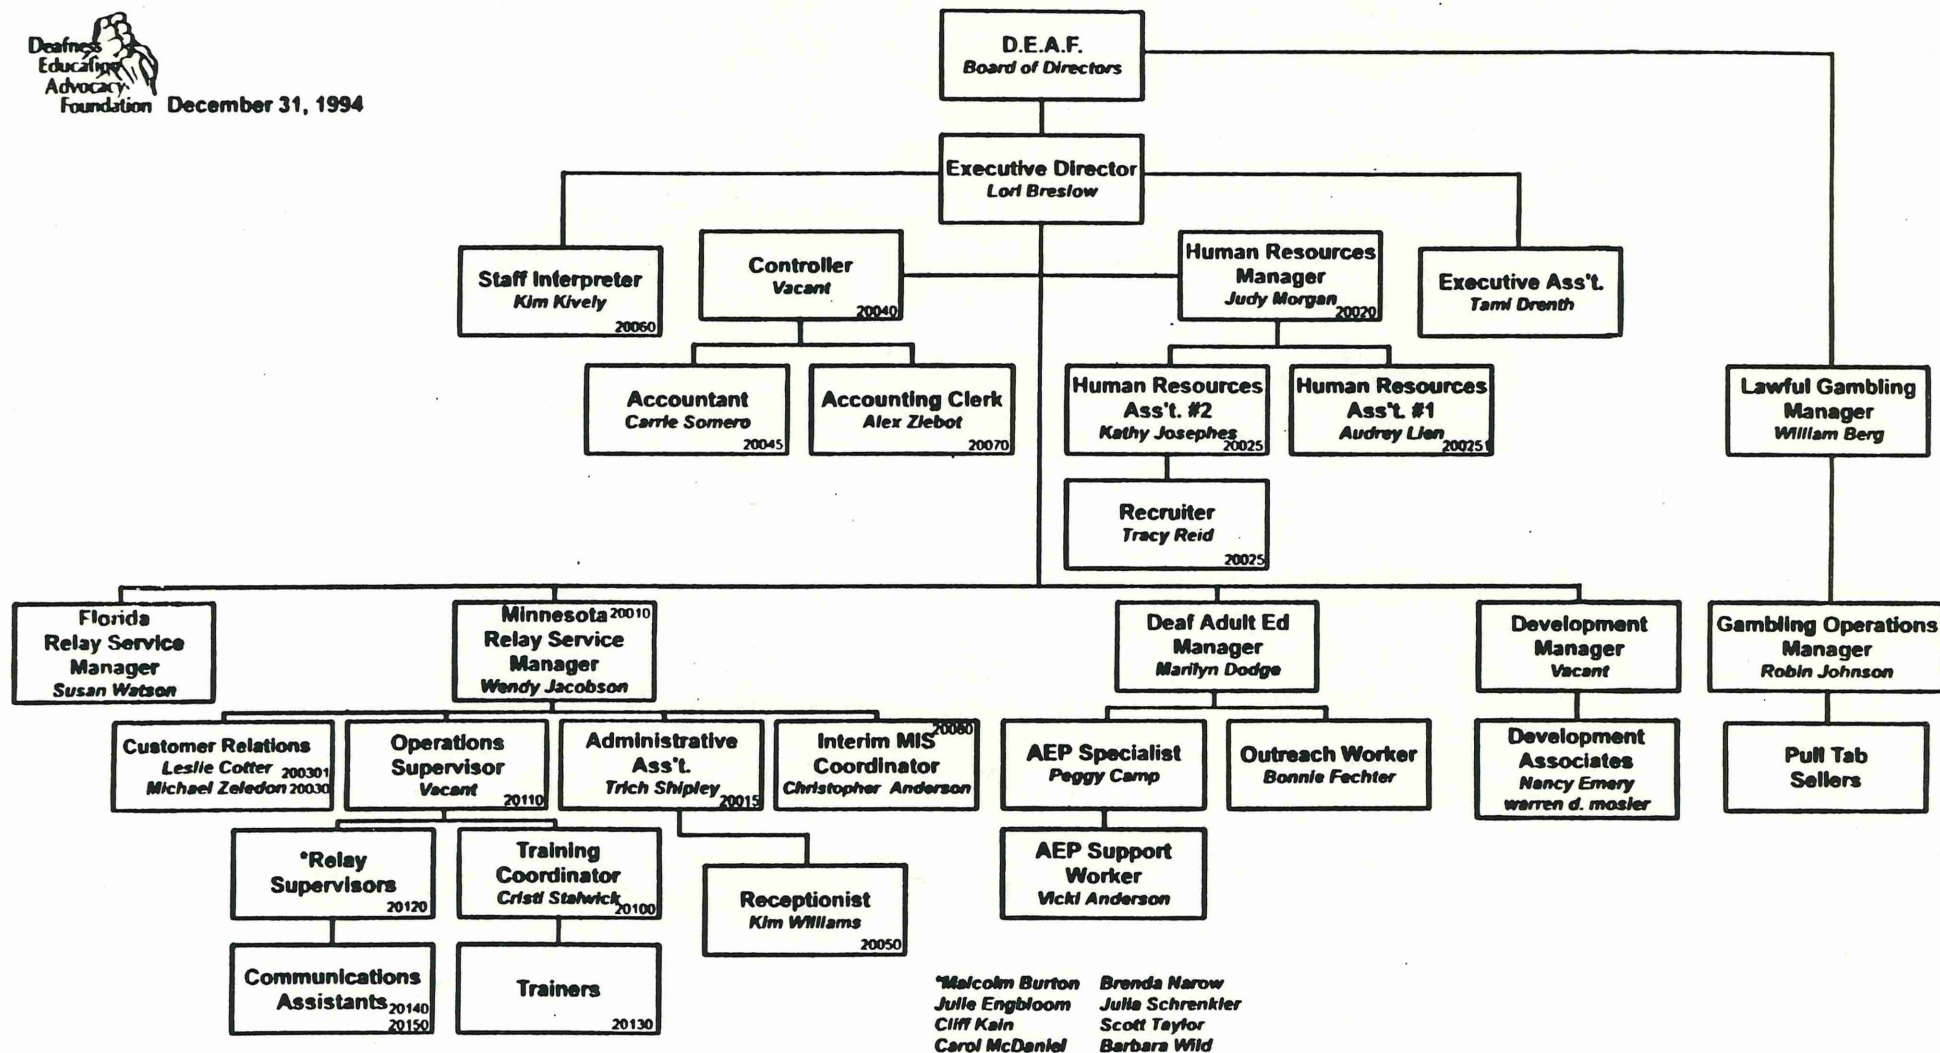 Deafness
Education
Advocacy
Foundation December 31, 1994
D.E.A.F.
Board of Directors
Executive Director
Lori Breslow
Staff Interpreter
Kim Kively
20060
Controller
Vacant
20040
Human Resources
Manager
Judy Morgan
20020
Executive Ass't.
Tami Drenth
Accountant
Carrie Somero
20045
Accounting Clerk
Alex Ziebot
20070
Human Resources
Ass't. #2
Kathy Josephes
20025
Human Resources
Ass't. #1
Audrey Lien
20025
Lawful Gambling
Manager
William Berg
Recruiter
Tracy Reid
20025
Florida
Relay Service
Manager
Susan Watson
Minnesota 20010
Relay Service
Manager
Wendy Jacobson
Deaf Adult Ed
Manager
Marilyn Dodge
Development
Manager
Vacant
Gambling Operations
Manager
Robin Johnson
Customer Relations
Leslie Cotter 200301
Michael Zeledon 20030
Operations
Supervisor
Vacant
20110
Administrative
Ass't.
Trich Shipley
20015
20080
Interim MIS
Coordinator
Christopher Anderson
AEP Specialist
Peggy Camp
Outreach Worker
Bonnie Fechter
Development
Associates
Nancy Emery
warren d. mosler
Pull Tab
Sellers
*Relay
Supervisors
20120
Training
Coordinator
Cristi Stalwick
20100
Receptionist
Kim Williams
20050
AEP Support
Worker
Vicki Anderson
Communications
Assistants 20140
20150
Trainers
20130
*Malcolm Burton Brenda Narow
Julie Engbloom Julia Schrenkler
Cliff Kain Scott Taylor
Carol McDaniel Barbara Wild